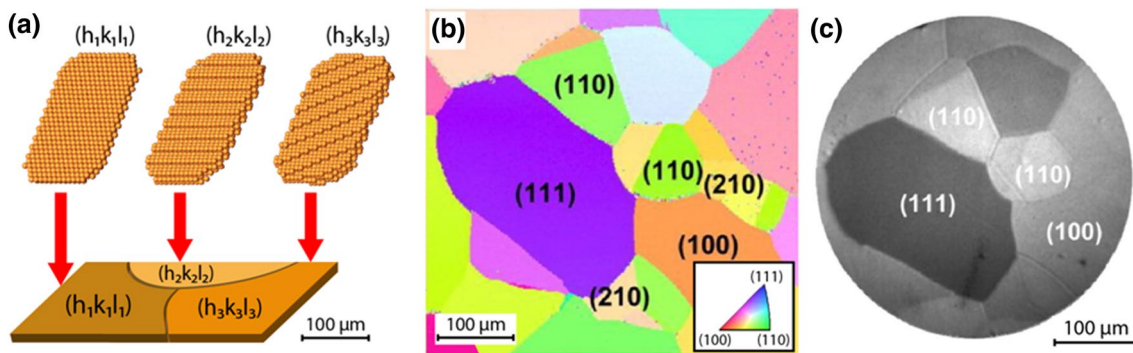 (a)
(h₁k₁l₁)
(h₂k₂l₂)
(h₃k₃l₃)
(h₂k₂l₂)
(h₁k₁l₁)
(h₃k₃l₃)
100 µm
(b)
(110)
(111)
(110)
(210)
(100)
(210)
100 µm
(111)
(100)
(110)
(c)
(110)
(110)
(111)
(100)
100 µm